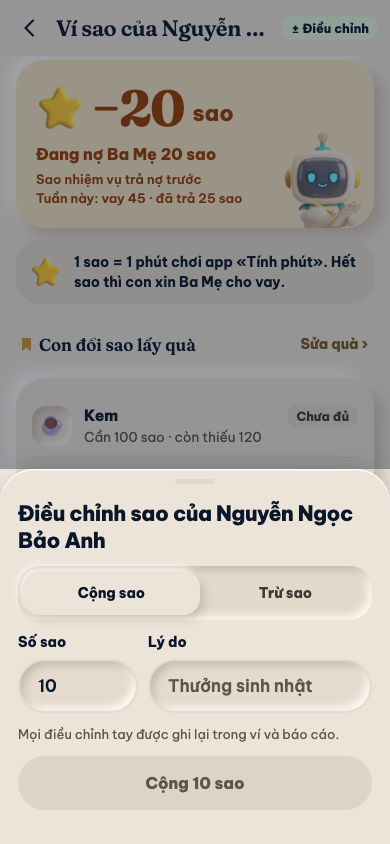 Ví sao của Nguyễn ...
± Điều chỉnh
−20 sao
Đang nợ Ba Mẹ 20 sao
Sao nhiệm vụ trả nợ trước
Tuần này: vay 45 · đã trả 25 sao
1 sao = 1 phút chơi app «Tính phút». Hết
sao thì con xin Ba Mẹ cho vay.
Con đổi sao lấy quà
Sửa quà ›
Kem
Chưa đủ
Cần 100 sao · còn thiếu 120
Điều chỉnh sao của Nguyễn Ngọc
Bảo Anh
Cộng sao
Trừ sao
Số sao
Lý do
10
Thưởng sinh nhật
Mọi điều chỉnh tay được ghi lại trong ví và báo cáo.
Cộng 10 sao